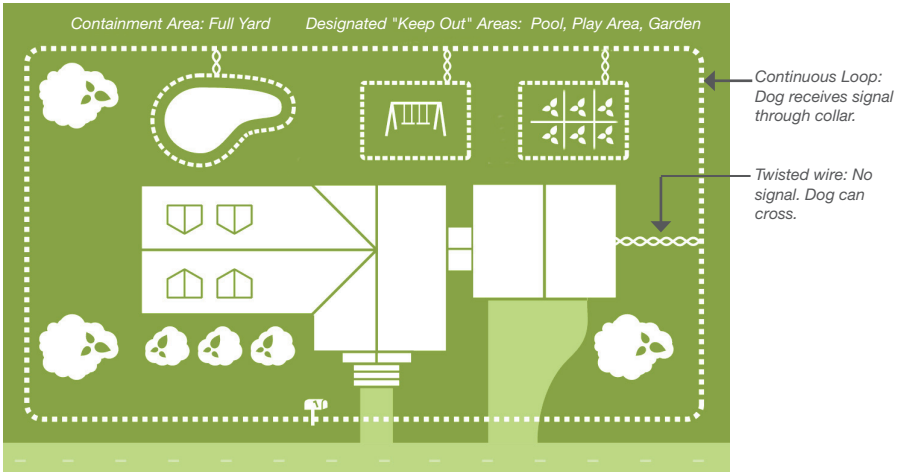 Containment Area: Full Yard
Designated "Keep Out" Areas: Pool, Play Area, Garden
Continuous Loop:
Dog receives signal
through collar.
Twisted wire: No
signal. Dog can
cross.